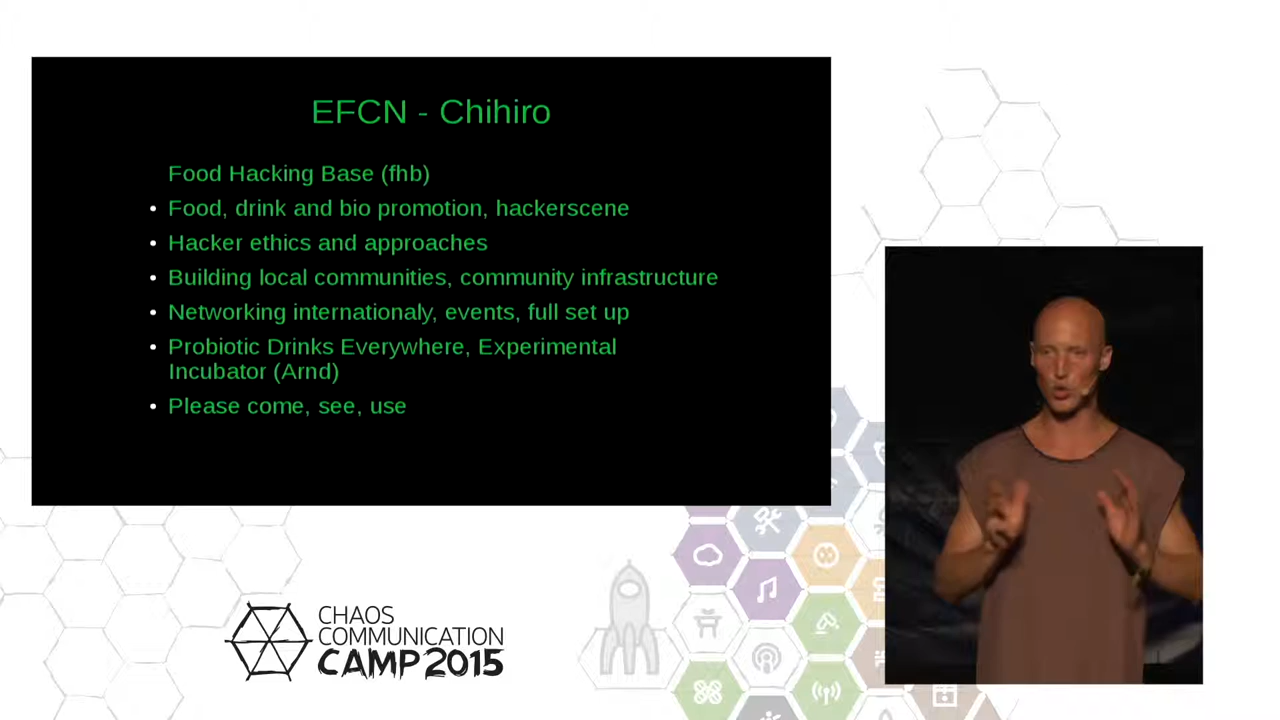 EFCN - Chihiro
Food Hacking Base (fhb)
• Food, drink and bio promotion, hackerscene
• Hacker ethics and approaches
• Building local communities, community infrastructure
• Networking internationaly, events, full set up
• Probiotic Drinks Everywhere, Experimental
Incubator (Arnd)
• Please come, see, use
CHAOS
COMMUNICATION
CAMP 2015